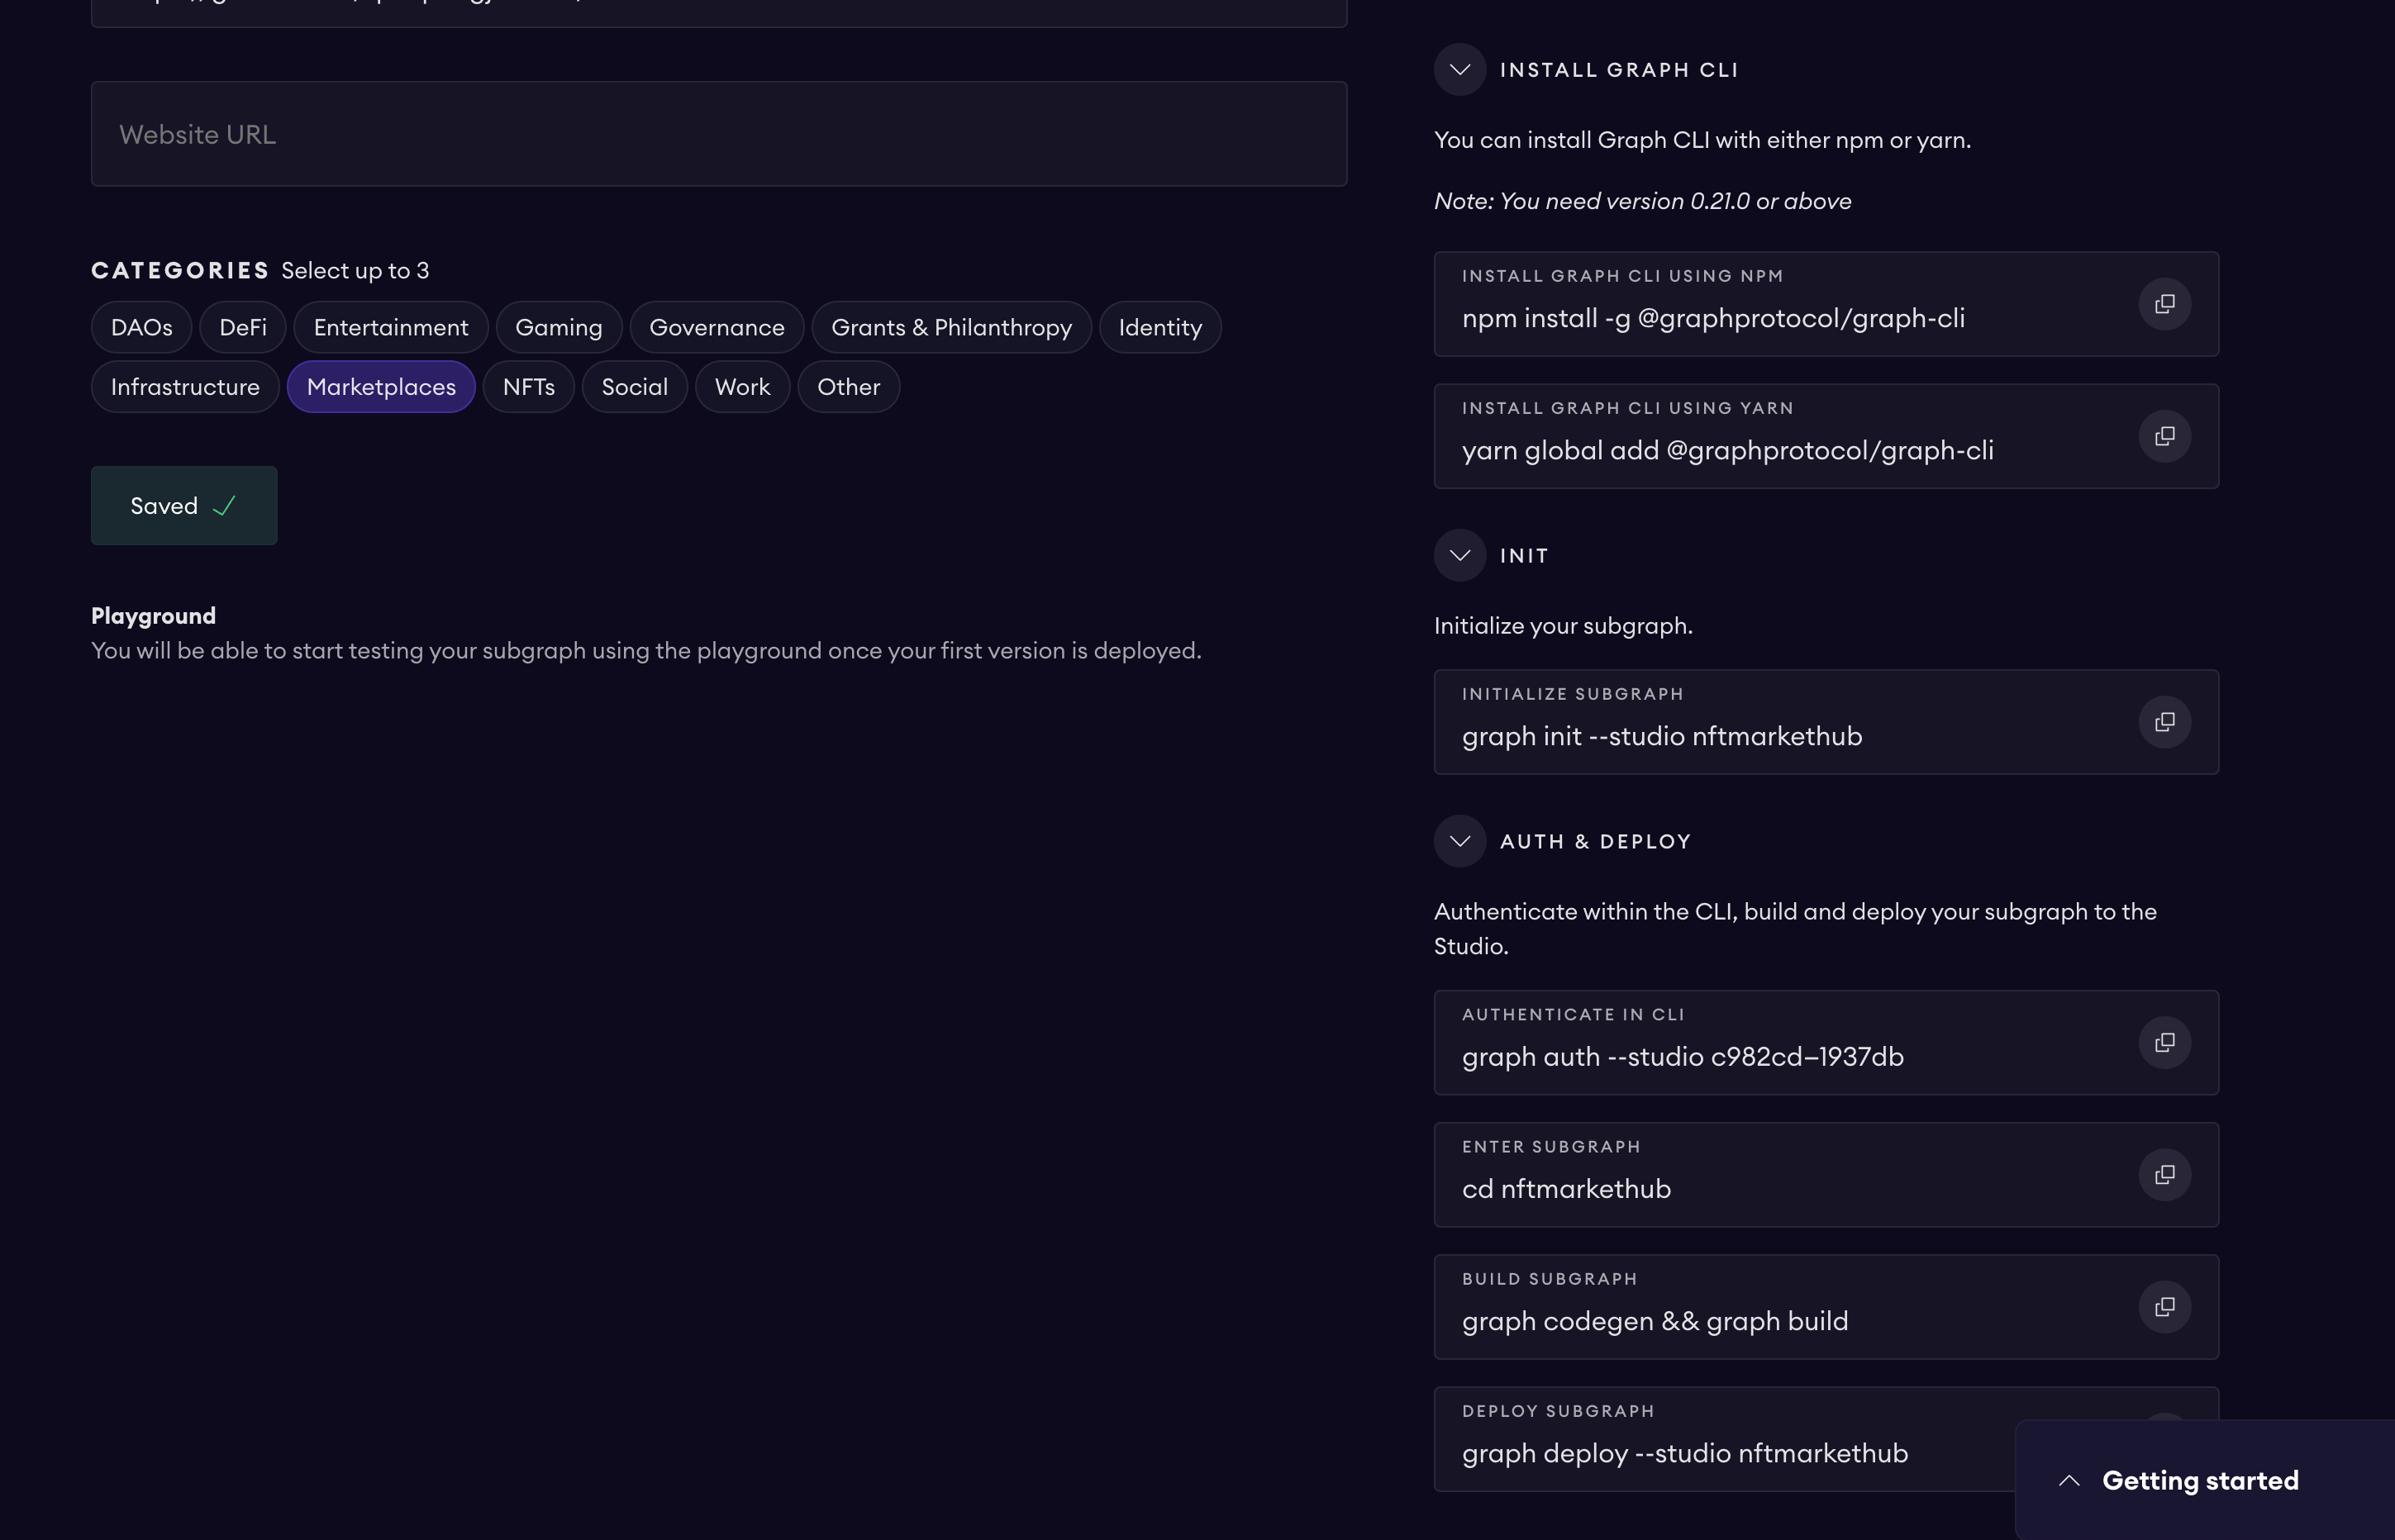 Website URL
CATEGORIES Select up to 3
DAOs DeFi Entertainment Gaming Governance Grants & Philanthropy Identity
Infrastructure Marketplaces NFTs Social Work Other
Saved
Playground
You will be able to start testing your subgraph using the playground once your first version is deployed.
INSTALL GRAPH CLI
You can install Graph CLI with either npm or yarn.
Note: You need version 0.21.0 or above
INSTALL GRAPH CLI USING NPM
npm install -g @graphprotocol/graph-cli
INSTALL GRAPH CLI USING YARN
yarn global add @graphprotocol/graph-cli
INIT
Initialize your subgraph.
INITIALIZE SUBGRAPH
graph init --studio nftmarkethub
AUTH & DEPLOY
Authenticate within the CLI, build and deploy your subgraph to the
Studio.
AUTHENTICATE IN CLI
graph auth --studio c982cd—1937db
ENTER SUBGRAPH
cd nftmarkethub
BUILD SUBGRAPH
graph codegen && graph build
DEPLOY SUBGRAPH
graph deploy --studio nftmarkethub
Getting started